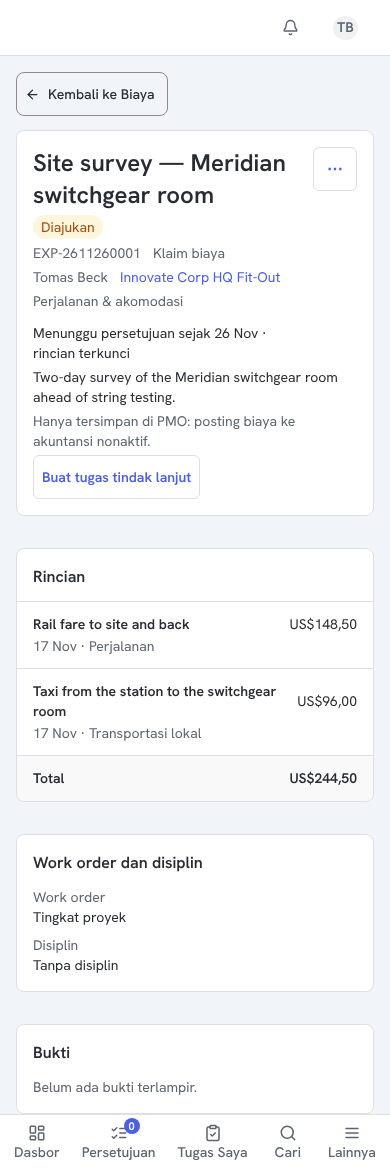 TB
Kembali ke Biaya
Site survey — Meridian
switchgear room
Diajukan
EXP-2611260001 Klaim biaya
Tomas Beck Innovate Corp HQ Fit-Out
Perjalanan & akomodasi
Menunggu persetujuan sejak 26 Nov ·
rincian terkunci
Two-day survey of the Meridian switchgear room
ahead of string testing.
Hanya tersimpan di PMO: posting biaya ke
akuntansi nonaktif.
Buat tugas tindak lanjut
Rincian
Rail fare to site and back US$148,50
17 Nov · Perjalanan
Taxi from the station to the switchgear
room US$96,00
17 Nov · Transportasi lokal
Total US$244,50
Work order dan disiplin
Work order
Tingkat proyek
Disiplin
Tanpa disiplin
Bukti
Belum ada bukti terlampir.
0
Dasbor Persetujuan Tugas Saya Cari Lainnya